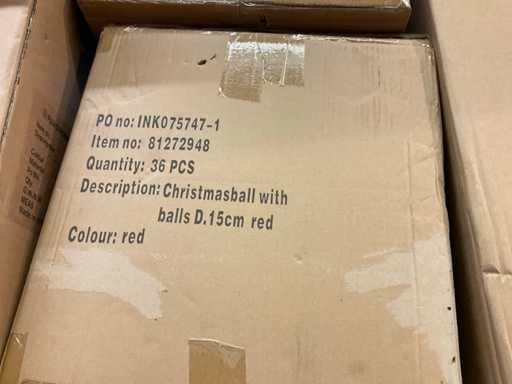 PO no: INK075747-1
Item no: 81272948
Quantity: 36 PCS
Description: Christmasball with
balls D.15cm red
Colour: red